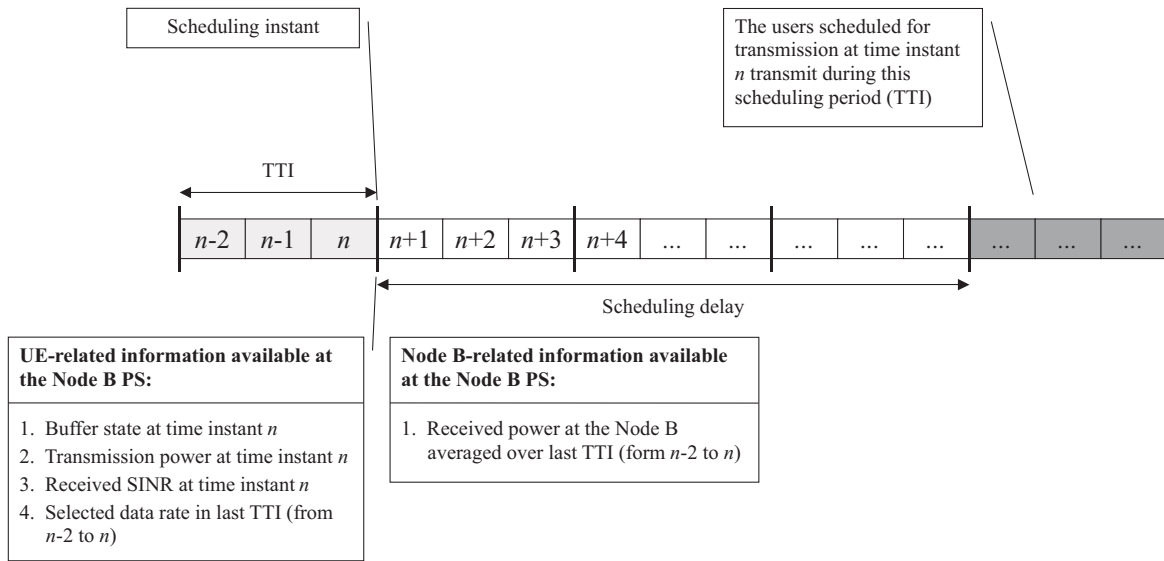 Scheduling instant
The users scheduled for
transmission at time instant
n transmit during this
scheduling period (TTI)
TTI
n-2 n-1 n n+1 n+2 n+3 n+4 ... ... ... ... ... ... ... ...
Scheduling delay
UE-related information available at
the Node B PS:
1. Buffer state at time instant n
2. Transmission power at time instant n
3. Received SINR at time instant n
4. Selected data rate in last TTI (from
n-2 to n)
Node B-related information available
at the Node B PS:
1. Received power at the Node B
averaged over last TTI (form n-2 to n)